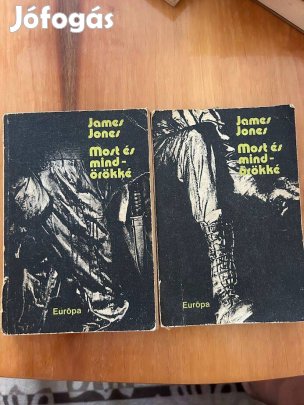 Jófogás
James
Jones
Most és
mind-
örökké
Európa
James
Jones
Most és
mind-
örökké
Európa